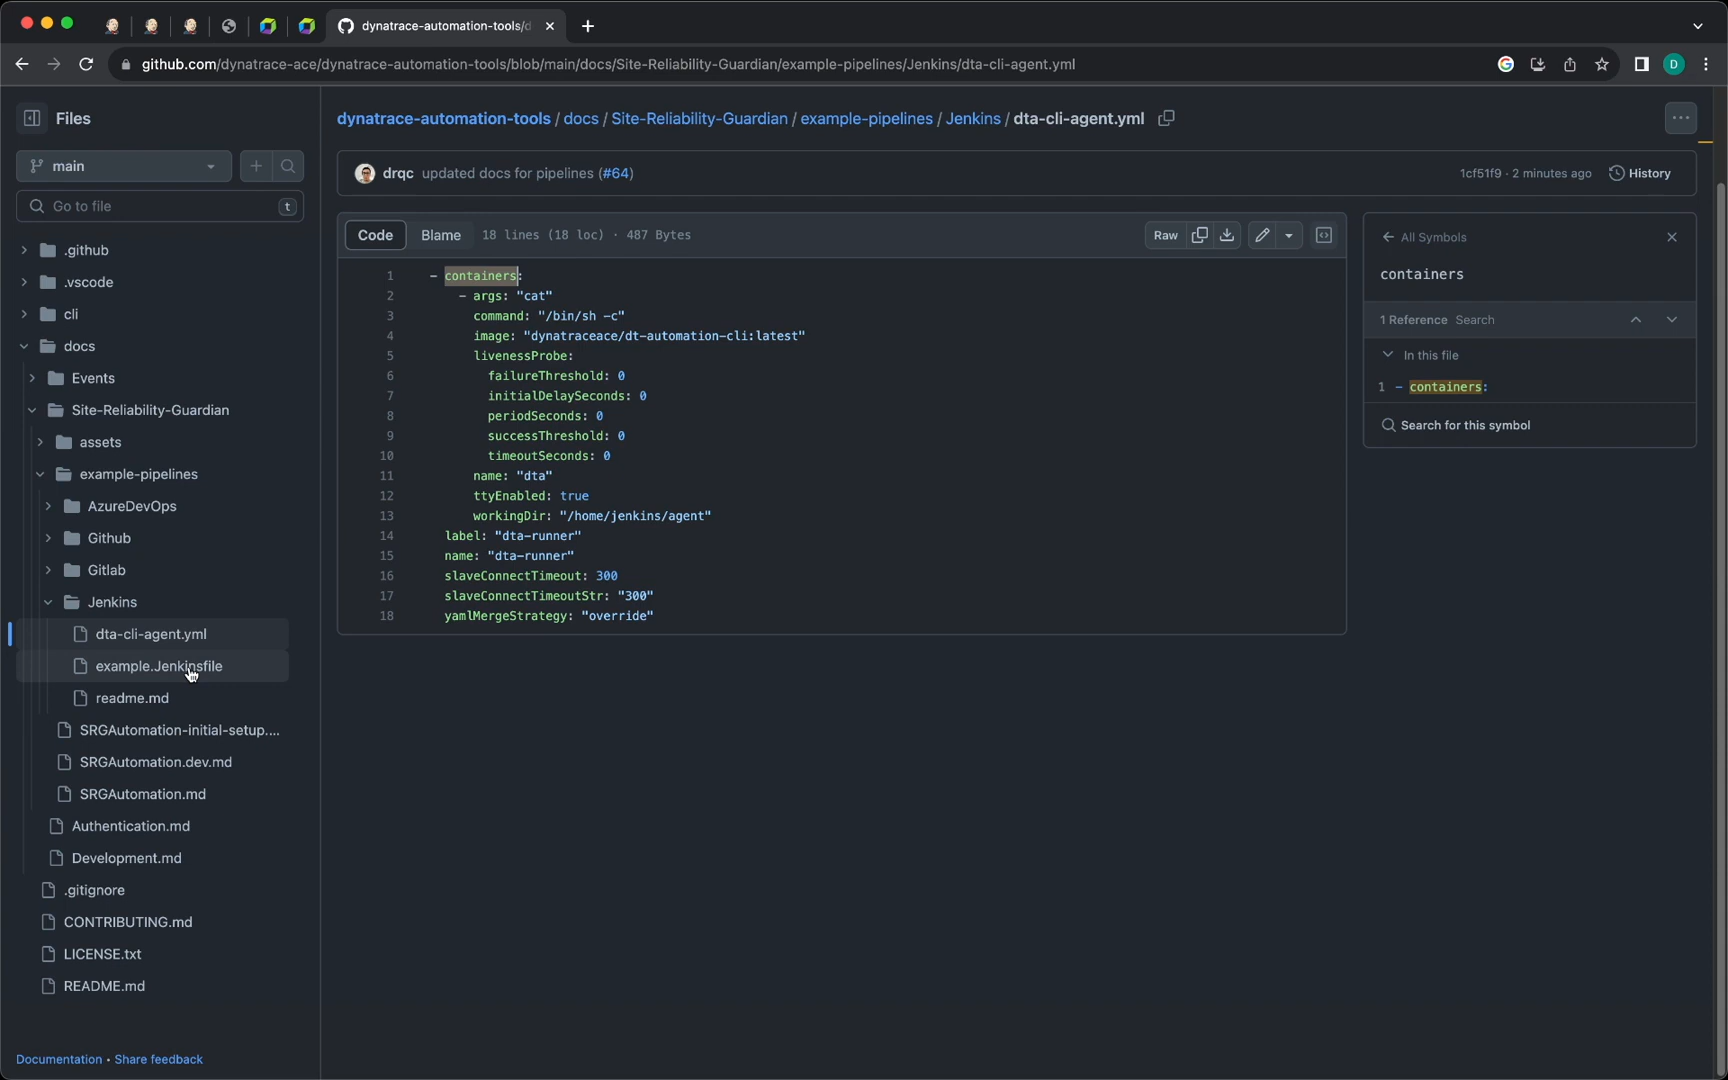 dynatrace-automation-tools/d
github.com/dynatrace-ace/dynatrace-automation-tools/blob/main/docs/Site-Reliability-Guardian/example-pipelines/Jenkins/dta-cli-agent.yml
D
Files
main
Go to file
t
.github
.vscode
cli
docs
Events
Site-Reliability-Guardian
assets
example-pipelines
AzureDevOps
Github
Gitlab
Jenkins
dta-cli-agent.yml
example.Jenkinsfile
readme.md
SRGAutomation-initial-setup....
SRGAutomation.dev.md
SRGAutomation.md
Authentication.md
Development.md
.gitignore
CONTRIBUTING.md
LICENSE.txt
README.md
Documentation • Share feedback
dynatrace-automation-tools / docs / Site-Reliability-Guardian / example-pipelines / Jenkins / dta-cli-agent.yml
drqc updated docs for pipelines (#64)
1cf51f9 · 2 minutes ago History
Code Blame 18 lines (18 loc) · 487 Bytes
Raw
1 - containers:
2 - args: "cat"
3 command: "/bin/sh -c"
4 image: "dynatraceace/dt-automation-cli:latest"
5 livenessProbe:
6 failureThreshold: 0
7 initialDelaySeconds: 0
8 periodSeconds: 0
9 successThreshold: 0
10 timeoutSeconds: 0
11 name: "dta"
12 ttyEnabled: true
13 workingDir: "/home/jenkins/agent"
14 label: "dta-runner"
15 name: "dta-runner"
16 slaveConnectTimeout: 300
17 slaveConnectTimeoutStr: "300"
18 yamlMergeStrategy: "override"
All Symbols
containers
1 Reference Search
In this file
1 - containers:
Search for this symbol